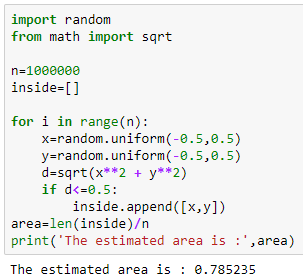 import random
from math import sqrt

n=1000000
inside=[]

for i in range(n):
    x=random.uniform(-0.5,0.5)
    y=random.uniform(-0.5,0.5)
    d=sqrt(x**2 + y**2)
    if d<=0.5:
        inside.append([x,y])
area=len(inside)/n
print('The estimated area is :',area)
The estimated area is : 0.785235